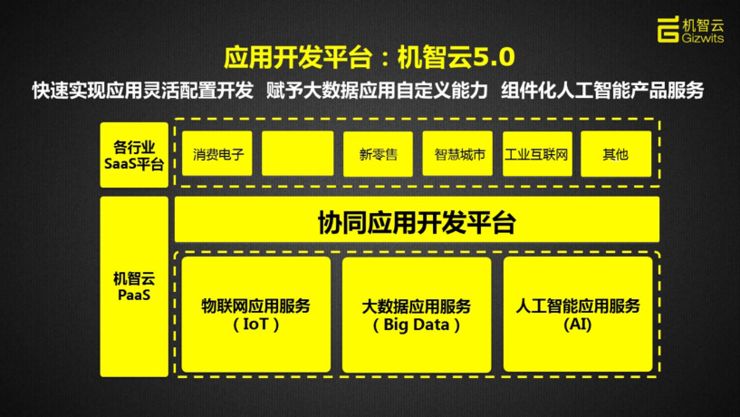 机智云
Gizwits
应用开发平台：机智云5.0
快速实现应用灵活配置开发 赋予大数据应用自定义能力 组件化人工智能产品服务
各行业
SaaS平台
消费电子
新零售
智慧城市
工业互联网
其他
机智云
PaaS
协同应用开发平台
物联网应用服务
（IoT）
大数据应用服务
（Big Data）
人工智能应用服务
(AI)